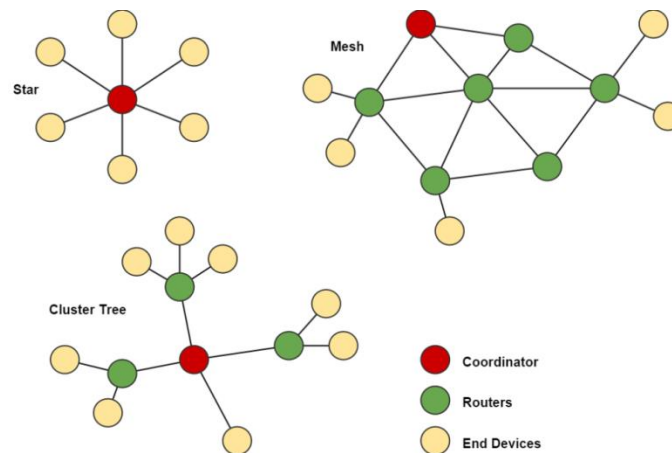 Star
Mesh
Cluster Tree
Coordinator
Routers
End Devices